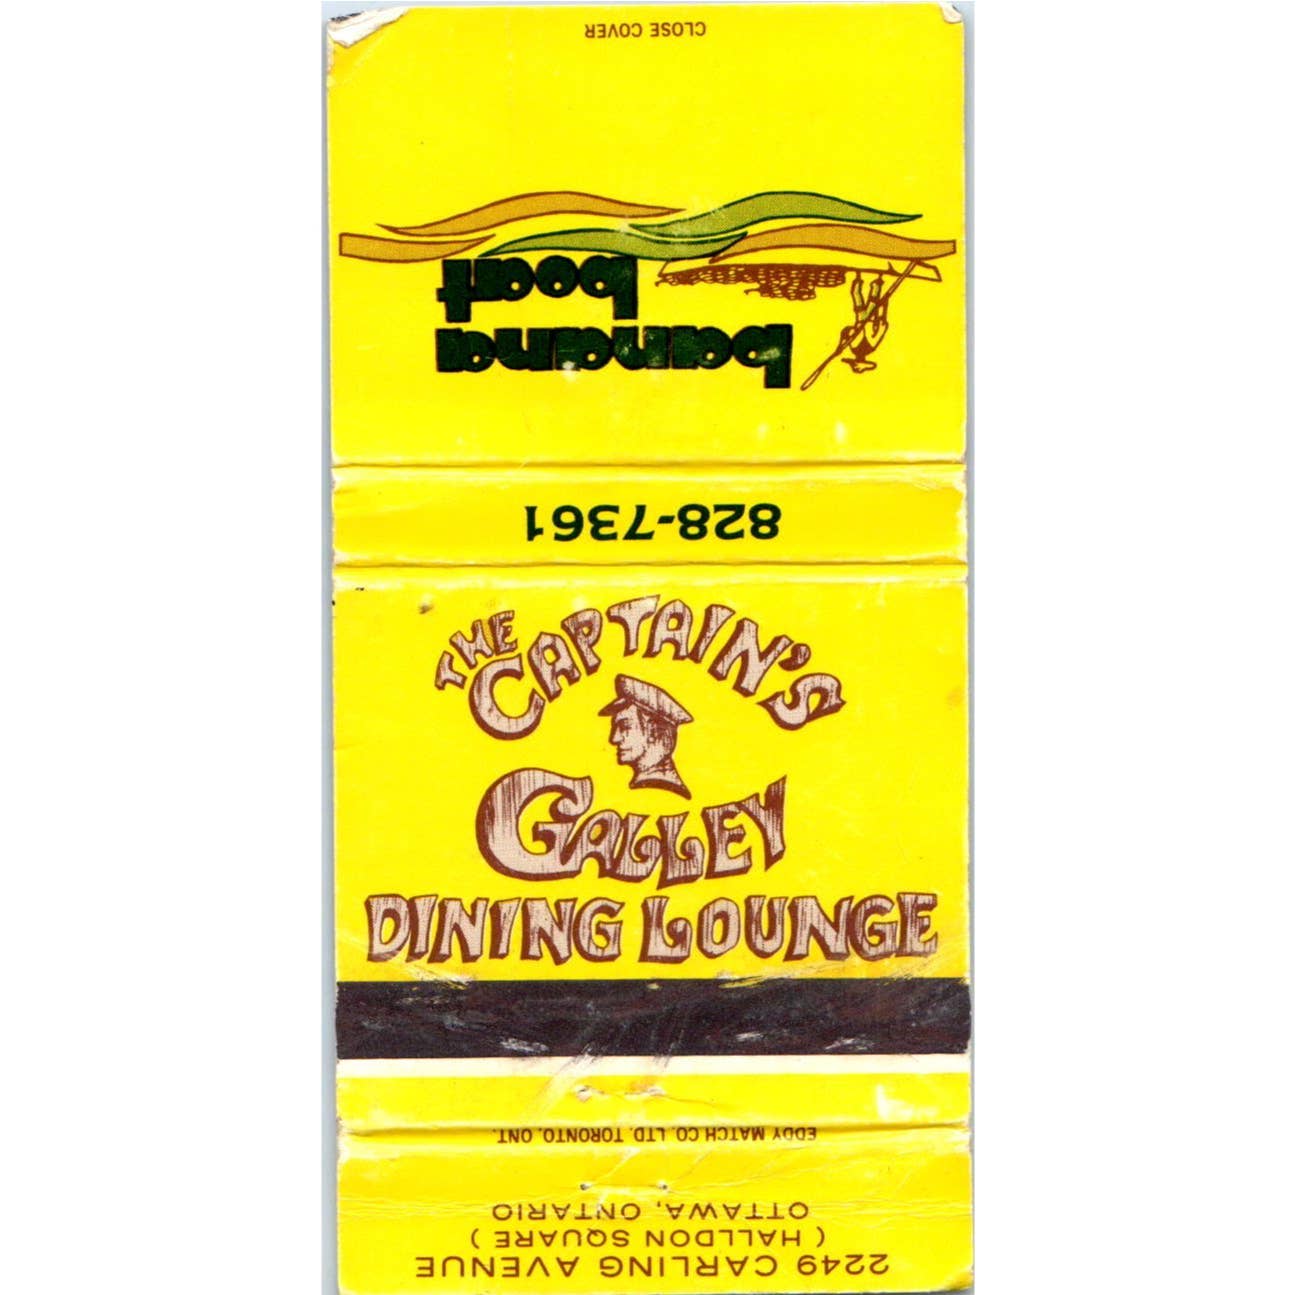 CLOSE COVER
banana
boat
828-7361
THE
CAPTAIN'S
GALLEY
DINING LOUNGE
EDDY MATCH CO. LTD. TORONTO, ONT.
2249 CARLING AVENUE
( HALLDON SQUARE )
OTTAWA, ONTARIO